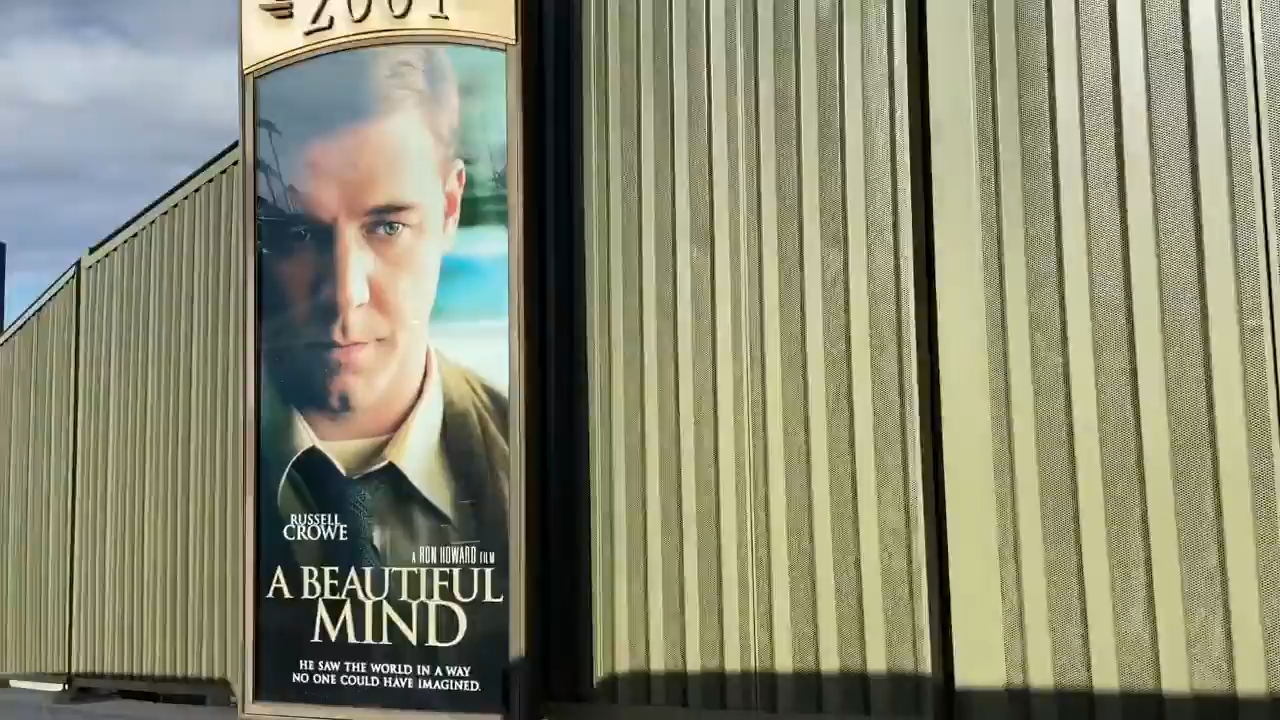 2001
RUSSELL
CROWE
A RON HOWARD FILM
A BEAUTIFUL
MIND
HE SAW THE WORLD IN A WAY
NO ONE COULD HAVE IMAGINED.